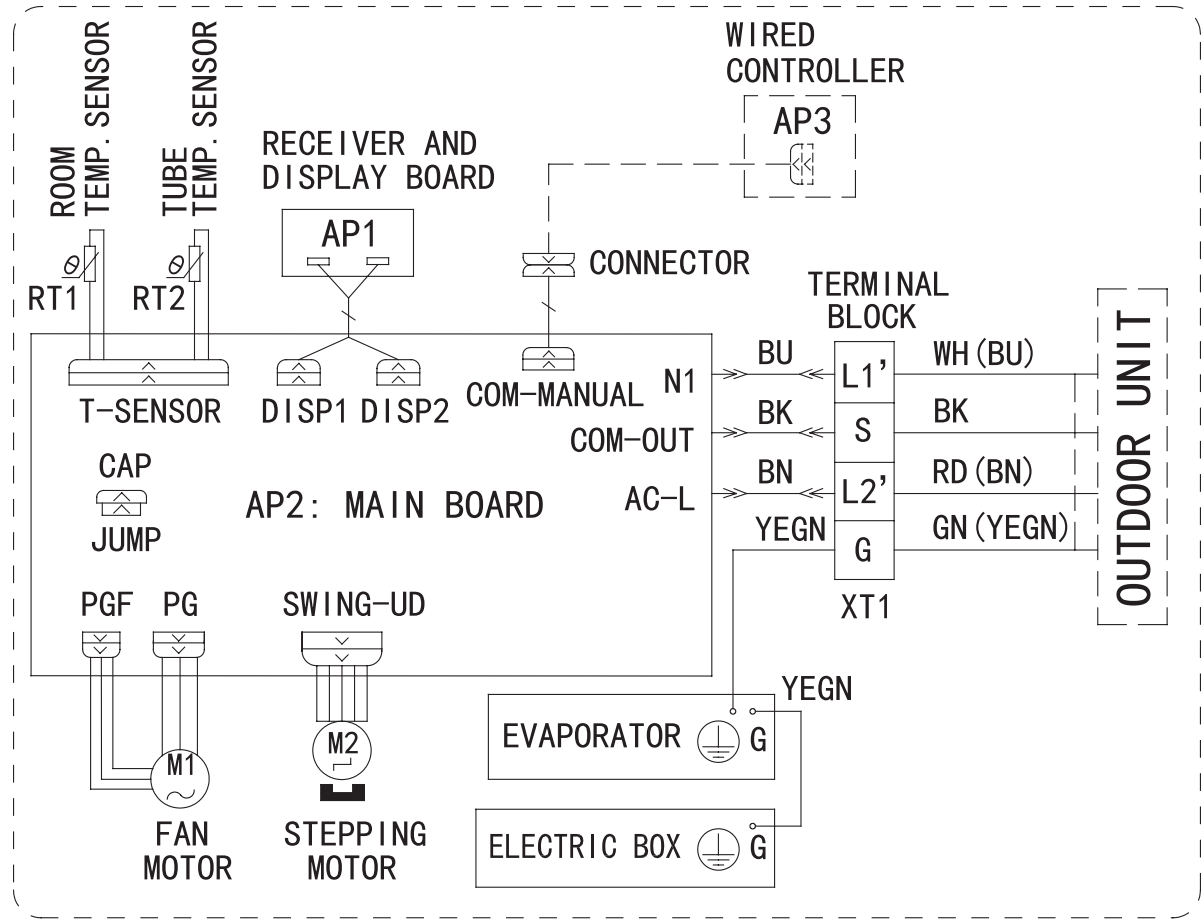 ROOM
TEMP. SENSOR
TUBE
TEMP. SENSOR
RECEIVER AND
DISPLAY BOARD
WIRED
CONTROLLER
AP3
AP1
CONNECTOR
RT1
RT2
TERMINAL
BLOCK
T-SENSOR
DISP1
DISP2
COM-MANUAL
N1
BU
L1’
WH(BU)
COM-OUT
BK
S
BK
AC-L
BN
L2’
RD(BN)
YEGN
G
GN(YEGN)
XT1
OUTDOOR UNIT
CAP
JUMP
AP2: MAIN BOARD
PGF
PG
SWING-UD
YEGN
EVAPORATOR
G
M1
M2
FAN
MOTOR
STEPPING
MOTOR
ELECTRIC BOX
G